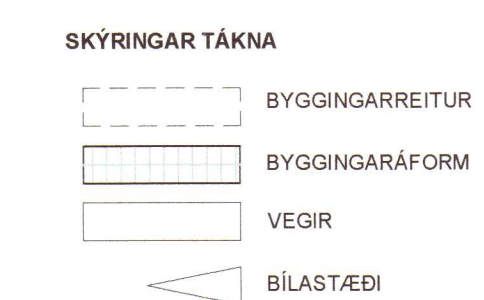 SKÝRINGAR TÁKNA
BYGGINGARREITUR
BYGGINGARÁFORM
VEGIR
BÍLASTÆÐI